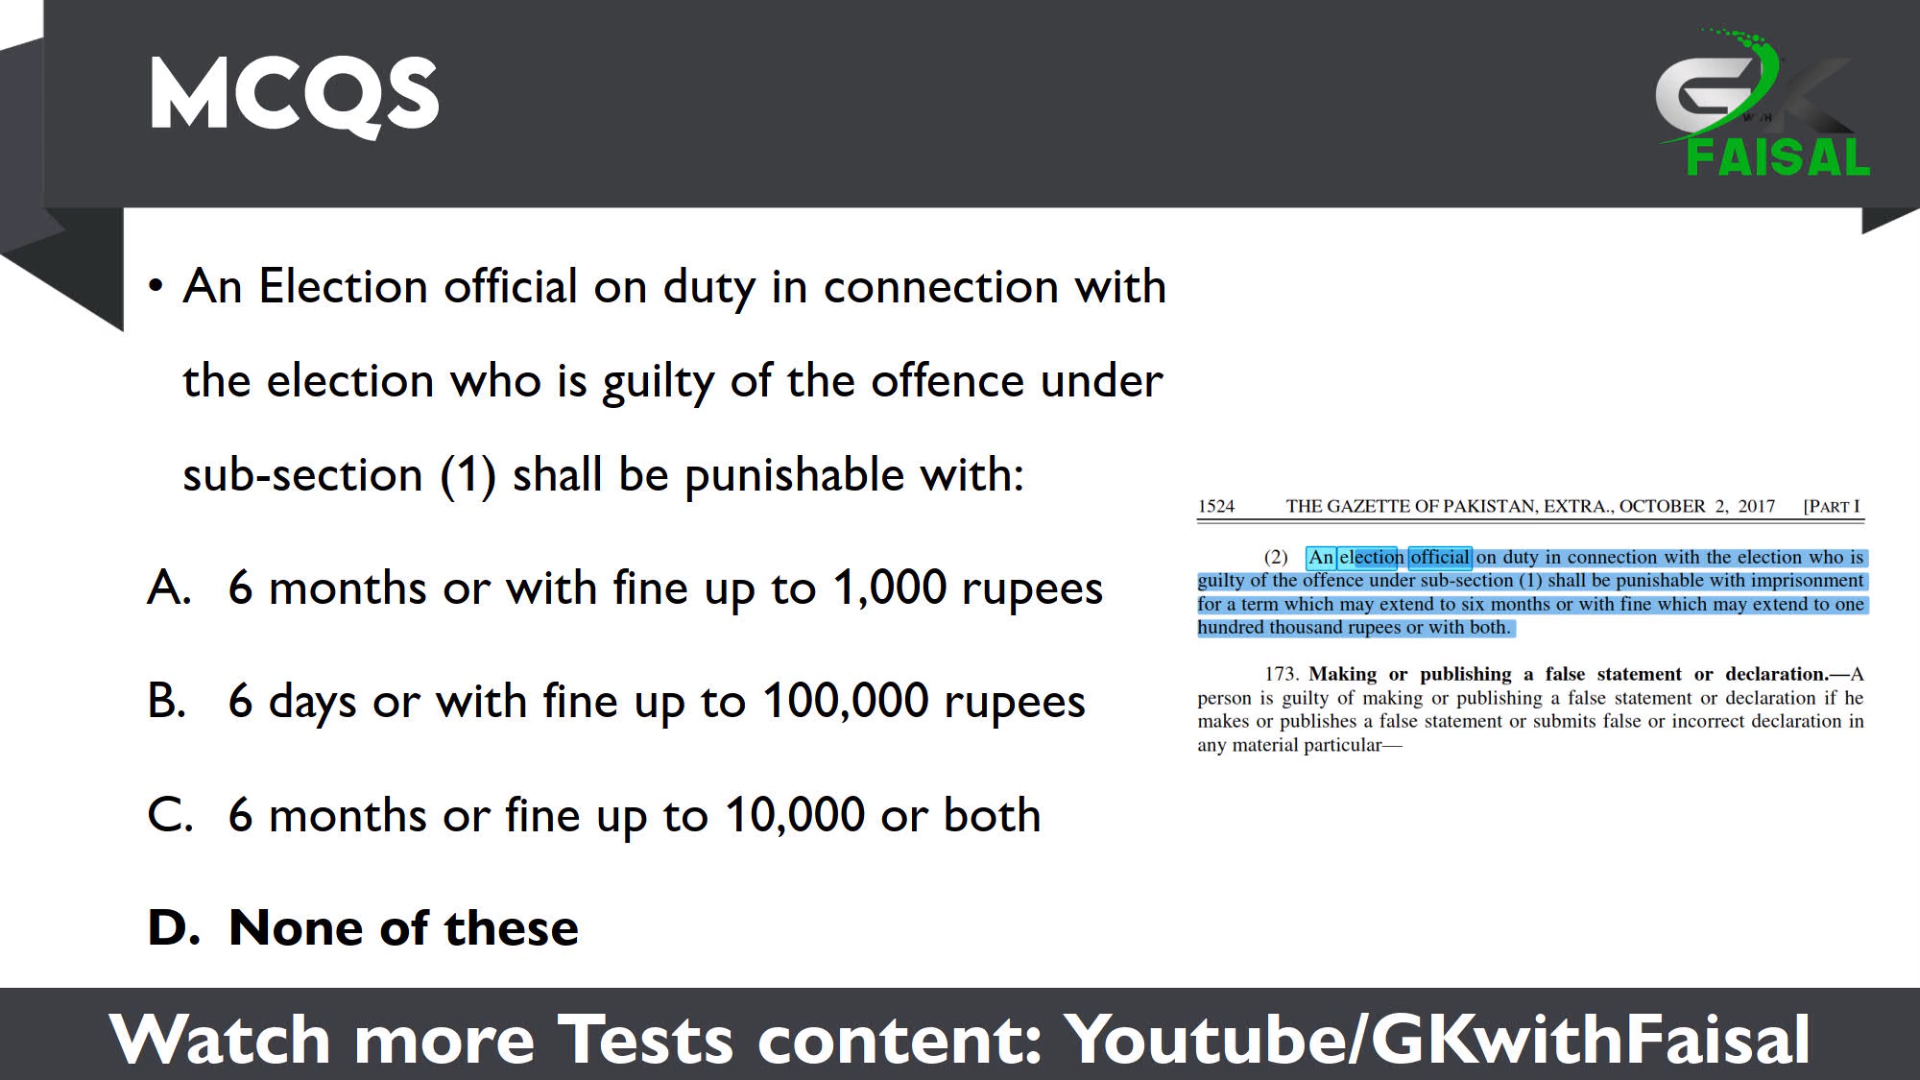 MCQS
GK
WITH
FAISAL
• An Election official on duty in connection with
the election who is guilty of the offence under
sub-section (1) shall be punishable with:
A. 6 months or with fine up to 1,000 rupees
B. 6 days or with fine up to 100,000 rupees
C. 6 months or fine up to 10,000 or both
D. None of these
1524 THE GAZETTE OF PAKISTAN, EXTRA., OCTOBER 2, 2017 [PART I
(2) An election official on duty in connection with the election who is
guilty of the offence under sub-section (1) shall be punishable with imprisonment
for a term which may extend to six months or with fine which may extend to one
hundred thousand rupees or with both.
173. Making or publishing a false statement or declaration.—A
person is guilty of making or publishing a false statement or declaration if he
makes or publishes a false statement or submits false or incorrect declaration in
any material particular—
Watch more Tests content: Youtube/GKwithFaisal